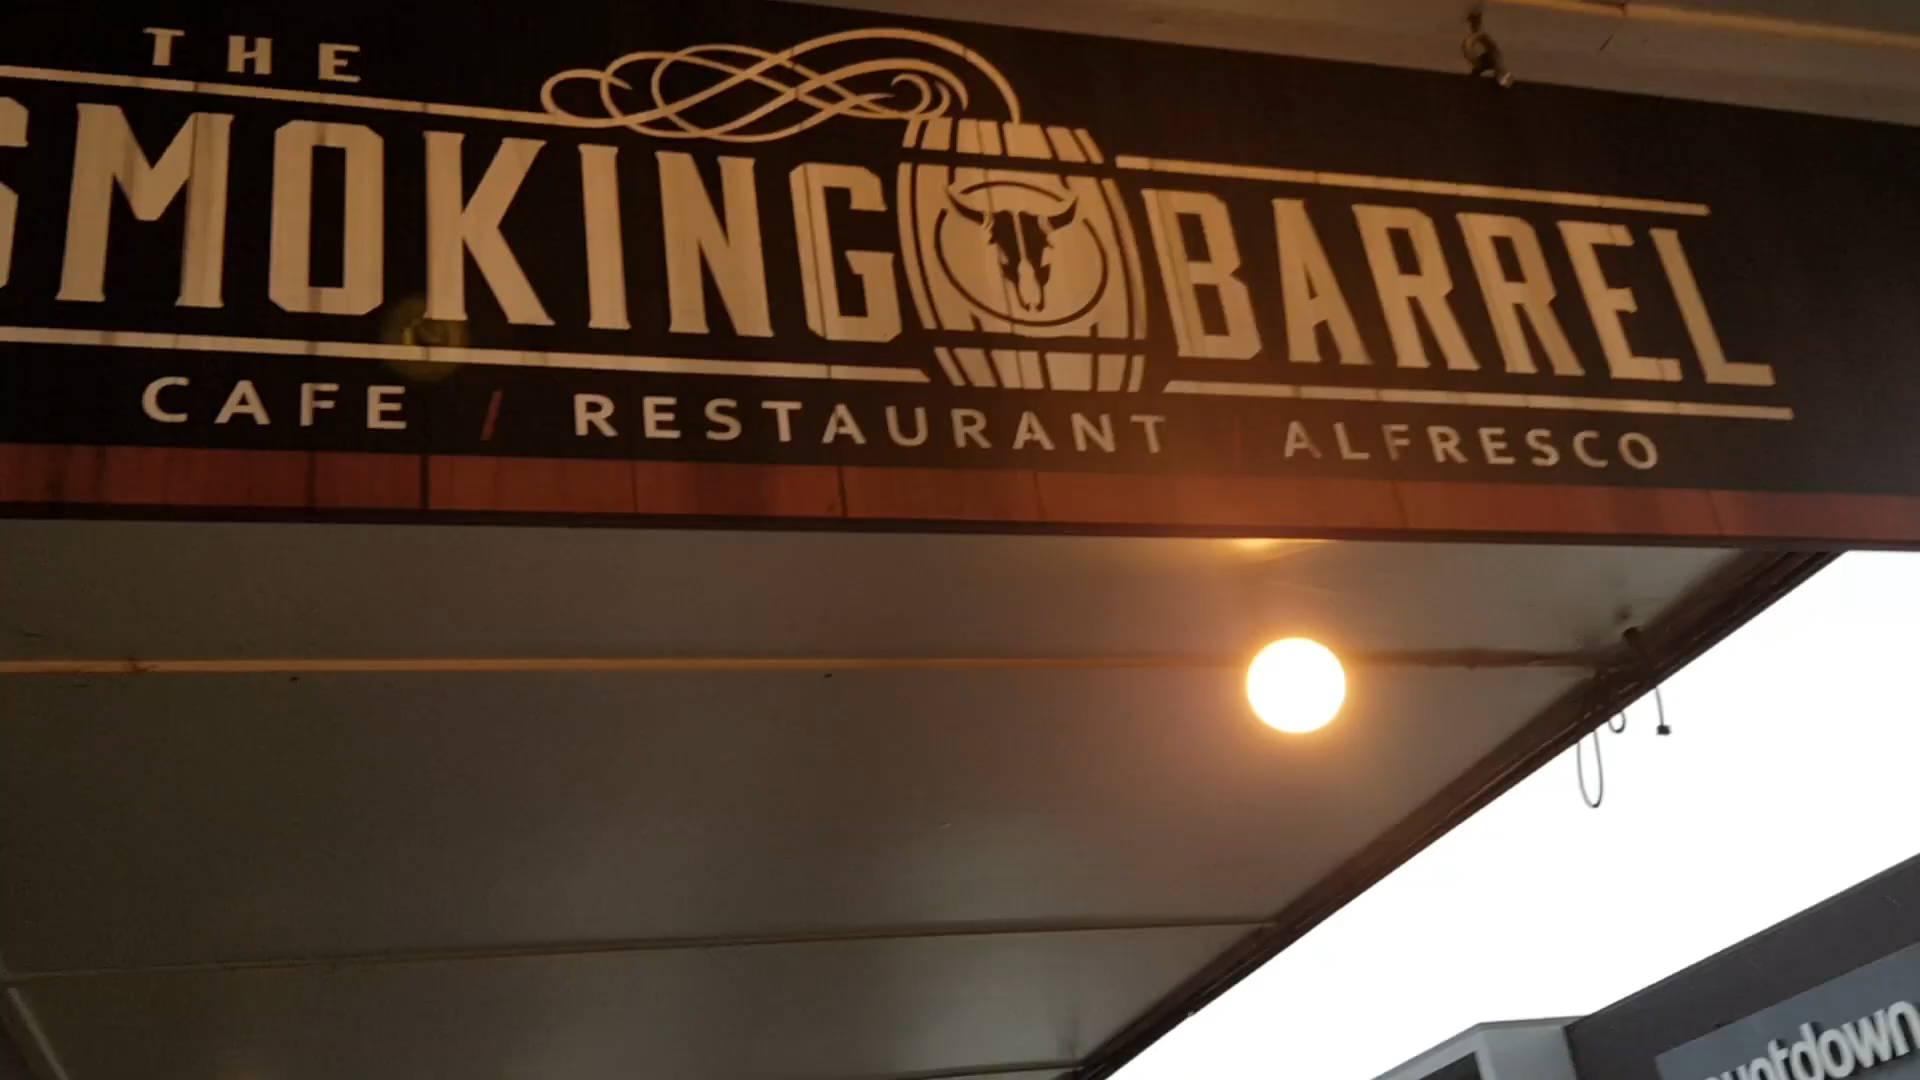 THE
SMOKING BARREL
CAFE / RESTAURANT / ALFRESCO